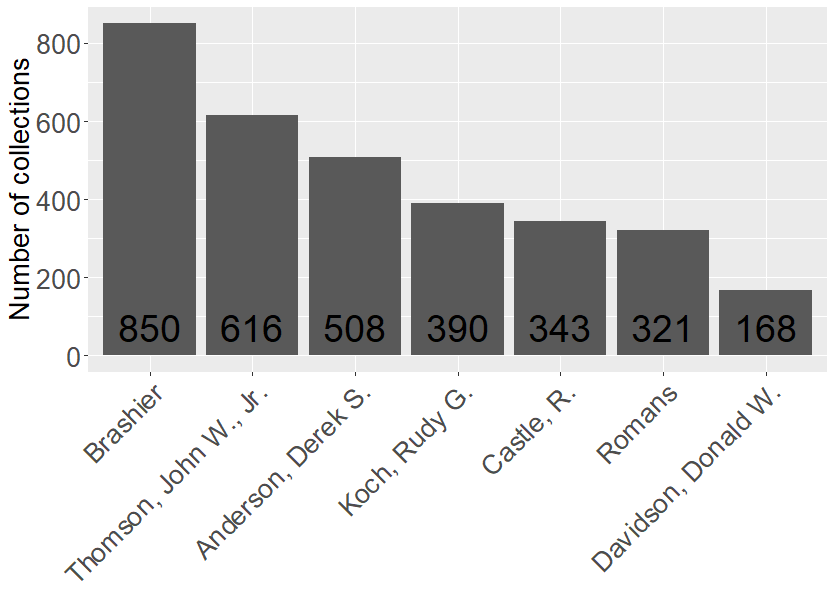 Number of collections
800
600
400
200
0
850 616 508 390 343 321 168
Brashier
Thomson, John W., Jr.
Anderson, Derek S.
Koch, Rudy G.
Castle, R.
Romans
Davidson, Donald W.